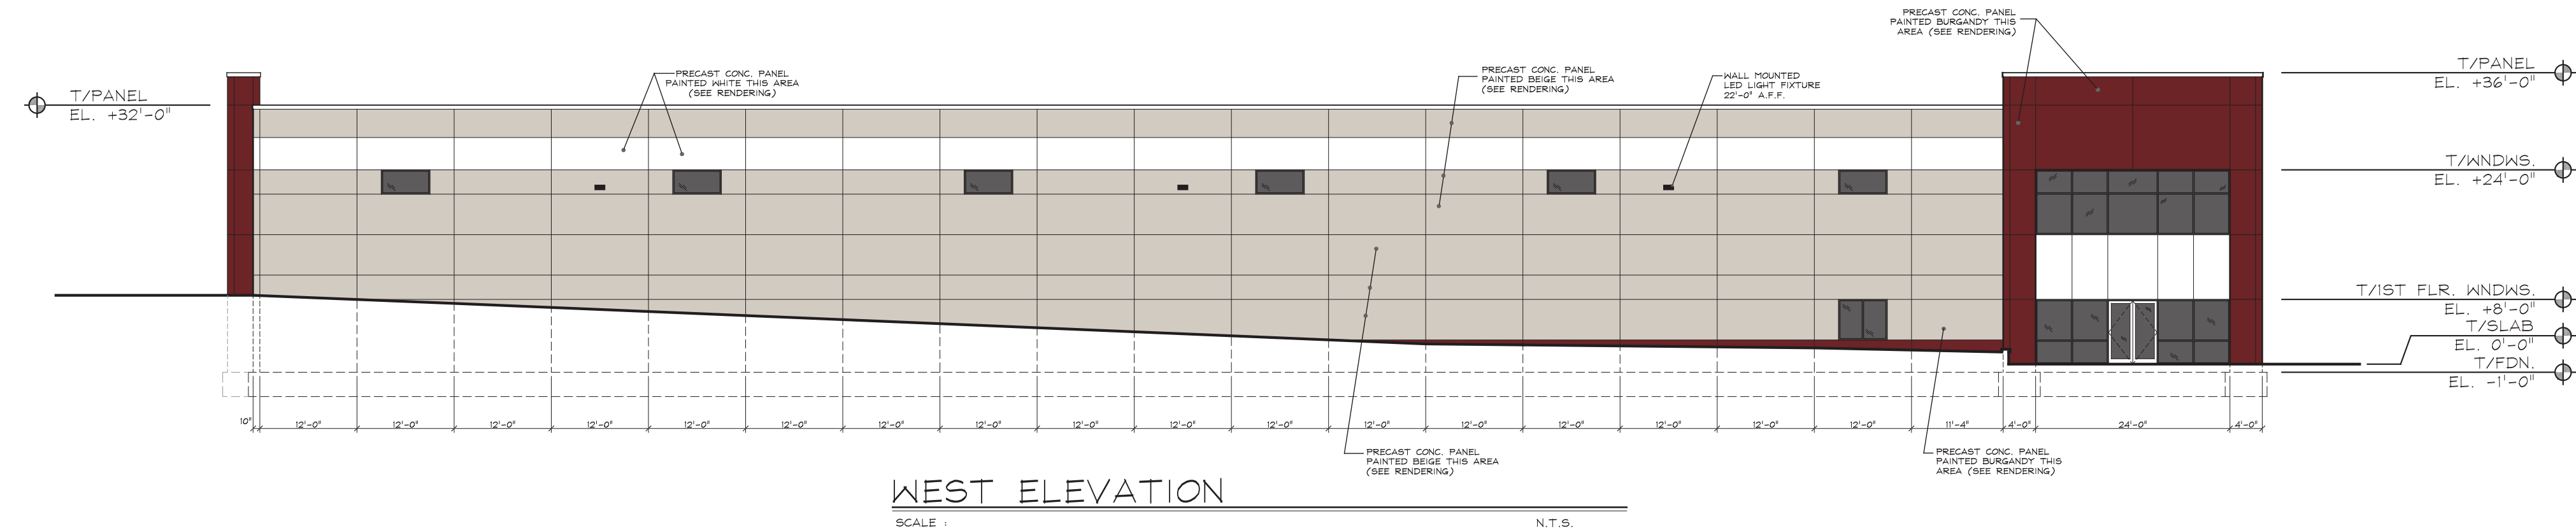 PRECAST CONC. PANEL
PAINTED BURGANDY THIS
AREA (SEE RENDERING)
T/PANEL
EL. +32'-0"
PRECAST CONC. PANEL
PAINTED WHITE THIS AREA
(SEE RENDERING)
PRECAST CONC. PANEL
PAINTED BEIGE THIS AREA
(SEE RENDERING)
WALL MOUNTED
LED LIGHT FIXTURE
22'-0" A.F.F.
T/PANEL
EL. +36'-0"
T/WNDWS.
EL. +24'-0"
T/1ST FLR. WNDWS.
EL. +8'-0"
T/SLAB
EL. 0'-0"
T/FDN.
EL. -1'-0"
10" 12'-0" 12'-0" 12'-0" 12'-0" 12'-0" 12'-0" 12'-0" 12'-0" 12'-0" 12'-0" 12'-0" 12'-0" 12'-0" 12'-0" 12'-0" 12'-0" 12'-0" 11'-4" 4'-0" 24'-0" 4'-0"
PRECAST CONC. PANEL
PAINTED BEIGE THIS AREA
(SEE RENDERING)
PRECAST CONC. PANEL
PAINTED BURGANDY THIS
AREA (SEE RENDERING)
WEST ELEVATION
SCALE : N.T.S.